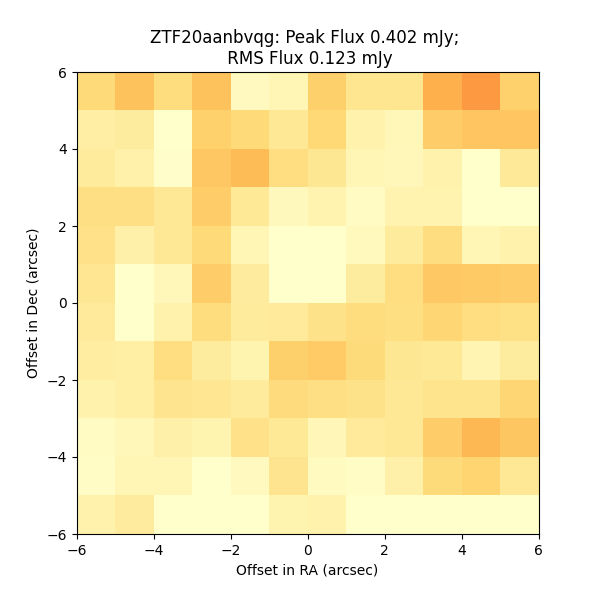 ZTF20aanbvqg: Peak Flux 0.402 mJy;
RMS Flux 0.123 mJy
6
4
2
0
−2
−4
−6
Offset in Dec (arcsec)
−6 −4 −2 0 2 4 6
Offset in RA (arcsec)